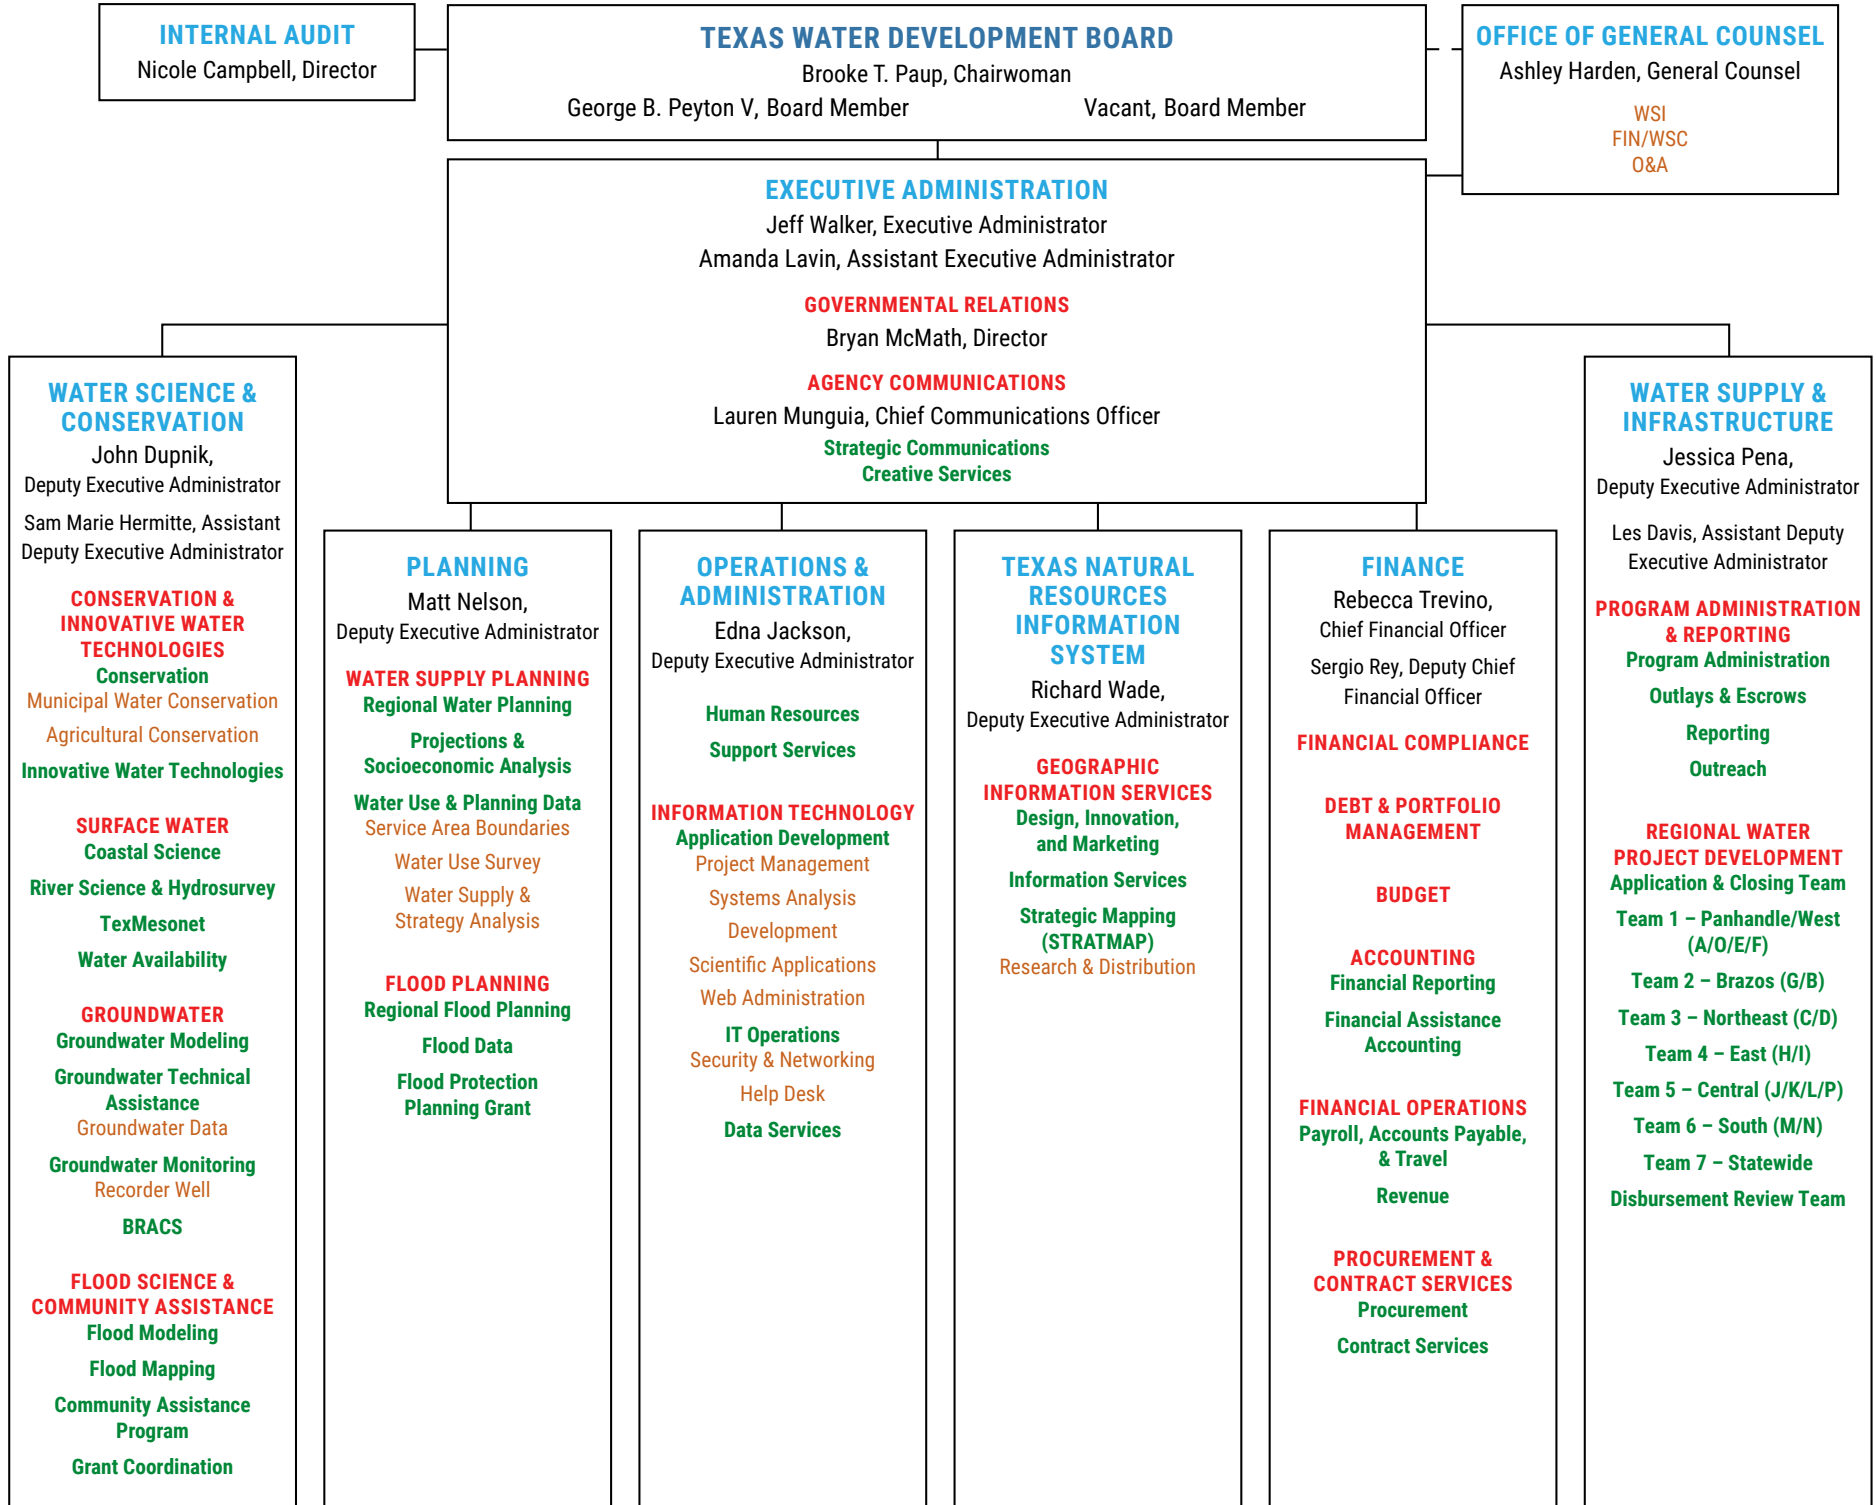 INTERNAL AUDIT
Nicole Campbell, Director
TEXAS WATER DEVELOPMENT BOARD
Brooke T. Paup, Chairwoman
George B. Peyton V, Board Member
Vacant, Board Member
OFFICE OF GENERAL COUNSEL
Ashley Harden, General Counsel
WSI
FIN/WSC
O&A
EXECUTIVE ADMINISTRATION
Jeff Walker, Executive Administrator
Amanda Lavin, Assistant Executive Administrator
GOVERNMENTAL RELATIONS
Bryan McMath, Director
AGENCY COMMUNICATIONS
Lauren Munguia, Chief Communications Officer
Strategic Communications
Creative Services
WATER SCIENCE &
CONSERVATION
John Dupnik,
Deputy Executive Administrator
Sam Marie Hermitte, Assistant
Deputy Executive Administrator
CONSERVATION &
INNOVATIVE WATER
TECHNOLOGIES
Conservation
Municipal Water Conservation
Agricultural Conservation
Innovative Water Technologies
SURFACE WATER
Coastal Science
River Science & Hydrosurvey
TexMesonet
Water Availability
GROUNDWATER
Groundwater Modeling
Groundwater Technical
Assistance
Groundwater Data
Groundwater Monitoring
Recorder Well
BRACS
FLOOD SCIENCE &
COMMUNITY ASSISTANCE
Flood Modeling
Flood Mapping
Community Assistance
Program
Grant Coordination
PLANNING
Matt Nelson,
Deputy Executive Administrator
WATER SUPPLY PLANNING
Regional Water Planning
Projections &
Socioeconomic Analysis
Water Use & Planning Data
Service Area Boundaries
Water Use Survey
Water Supply &
Strategy Analysis
FLOOD PLANNING
Regional Flood Planning
Flood Data
Flood Protection
Planning Grant
OPERATIONS &
ADMINISTRATION
Edna Jackson,
Deputy Executive Administrator
Human Resources
Support Services
INFORMATION TECHNOLOGY
Application Development
Project Management
Systems Analysis
Development
Scientific Applications
Web Administration
IT Operations
Security & Networking
Help Desk
Data Services
TEXAS NATURAL
RESOURCES
INFORMATION
SYSTEM
Richard Wade,
Deputy Executive Administrator
GEOGRAPHIC
INFORMATION SERVICES
Design, Innovation,
and Marketing
Information Services
Strategic Mapping
(STRATMAP)
Research & Distribution
FINANCE
Rebecca Trevino,
Chief Financial Officer
Sergio Rey, Deputy Chief
Financial Officer
FINANCIAL COMPLIANCE
DEBT & PORTFOLIO
MANAGEMENT
BUDGET
ACCOUNTING
Financial Reporting
Financial Assistance
Accounting
FINANCIAL OPERATIONS
Payroll, Accounts Payable,
& Travel
Revenue
PROCUREMENT &
CONTRACT SERVICES
Procurement
Contract Services
WATER SUPPLY &
INFRASTRUCTURE
Jessica Pena,
Deputy Executive Administrator
Les Davis, Assistant Deputy
Executive Administrator
PROGRAM ADMINISTRATION
& REPORTING
Program Administration
Outlays & Escrows
Reporting
Outreach
REGIONAL WATER
PROJECT DEVELOPMENT
Application & Closing Team
Team 1 – Panhandle/West
(A/O/E/F)
Team 2 – Brazos (G/B)
Team 3 – Northeast (C/D)
Team 4 – East (H/I)
Team 5 – Central (J/K/L/P)
Team 6 – South (M/N)
Team 7 – Statewide
Disbursement Review Team